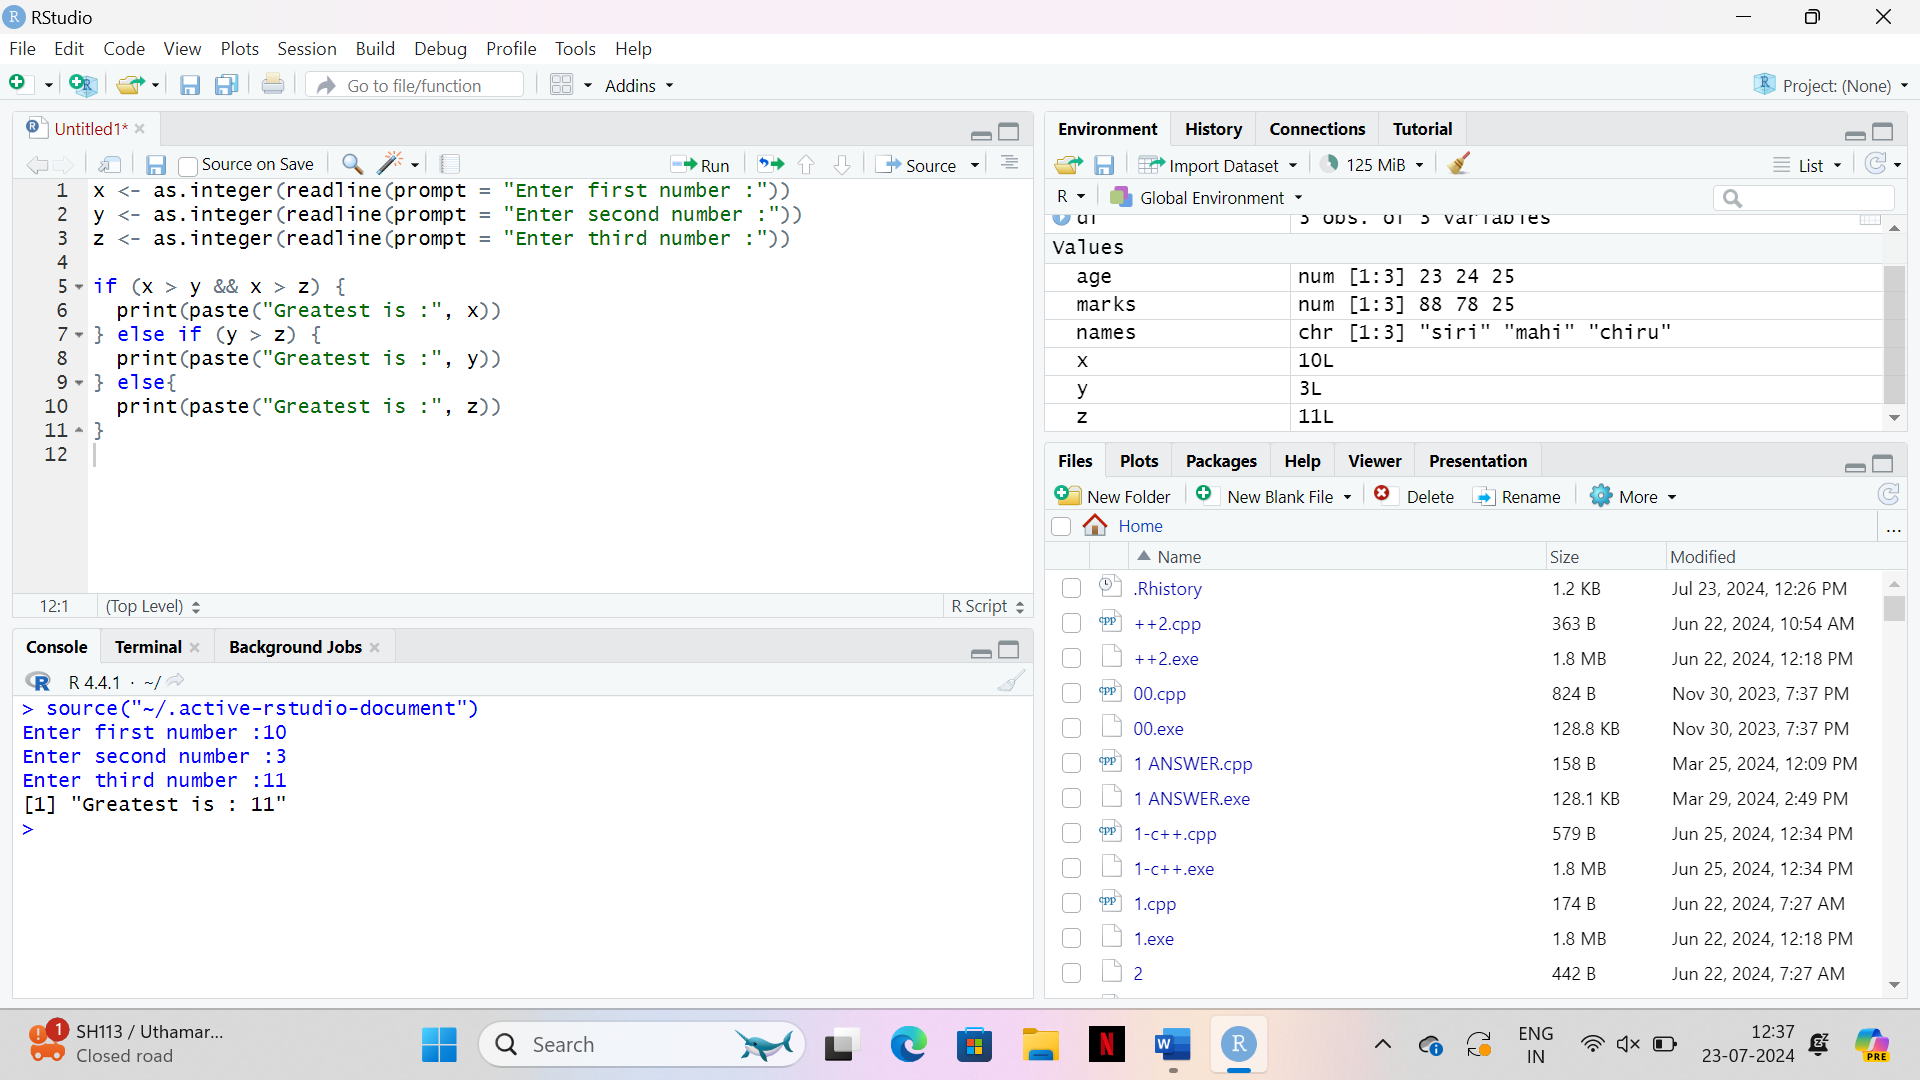 RStudio
File Edit Code View Plots Session Build Debug Profile Tools Help
Go to file/function Addins Project: (None)
Untitled1*
Source on Save Run Source
1 x <- as.integer(readline(prompt = "Enter first number :"))
2 y <- as.integer(readline(prompt = "Enter second number :"))
3 z <- as.integer(readline(prompt = "Enter third number :"))
4
5 if (x > y && x > z) {
6 print(paste("Greatest is :", x))
7 } else if (y > z) {
8 print(paste("Greatest is :", y))
9 } else{
10 print(paste("Greatest is :", z))
11 }
12
12:1 (Top Level) R Script
Console Terminal Background Jobs
R 4.4.1 · ~/
> source("~/.active-rstudio-document")
Enter first number :10
Enter second number :3
Enter third number :11
[1] "Greatest is : 11"
>
Environment History Connections Tutorial
Import Dataset 125 MiB List
R Global Environment
df 3 obs. of 3 variables
Values
age num [1:3] 23 24 25
marks num [1:3] 88 78 25
names chr [1:3] "siri" "mahi" "chiru"
x 10L
y 3L
z 11L
Files Plots Packages Help Viewer Presentation
New Folder New Blank File Delete Rename More
Home ...
Name Size Modified
.Rhistory 1.2 KB Jul 23, 2024, 12:26 PM
++2.cpp 363 B Jun 22, 2024, 10:54 AM
++2.exe 1.8 MB Jun 22, 2024, 12:18 PM
00.cpp 824 B Nov 30, 2023, 7:37 PM
00.exe 128.8 KB Nov 30, 2023, 7:37 PM
1 ANSWER.cpp 158 B Mar 25, 2024, 12:09 PM
1 ANSWER.exe 128.1 KB Mar 29, 2024, 2:49 PM
1-c++.cpp 579 B Jun 25, 2024, 12:34 PM
1-c++.exe 1.8 MB Jun 25, 2024, 12:34 PM
1.cpp 174 B Jun 22, 2024, 7:27 AM
1.exe 1.8 MB Jun 22, 2024, 12:18 PM
2 442 B Jun 22, 2024, 7:27 AM
1 SH113 / Uthamar...
Closed road
Search
ENG
IN
12:37
23-07-2024
PRE